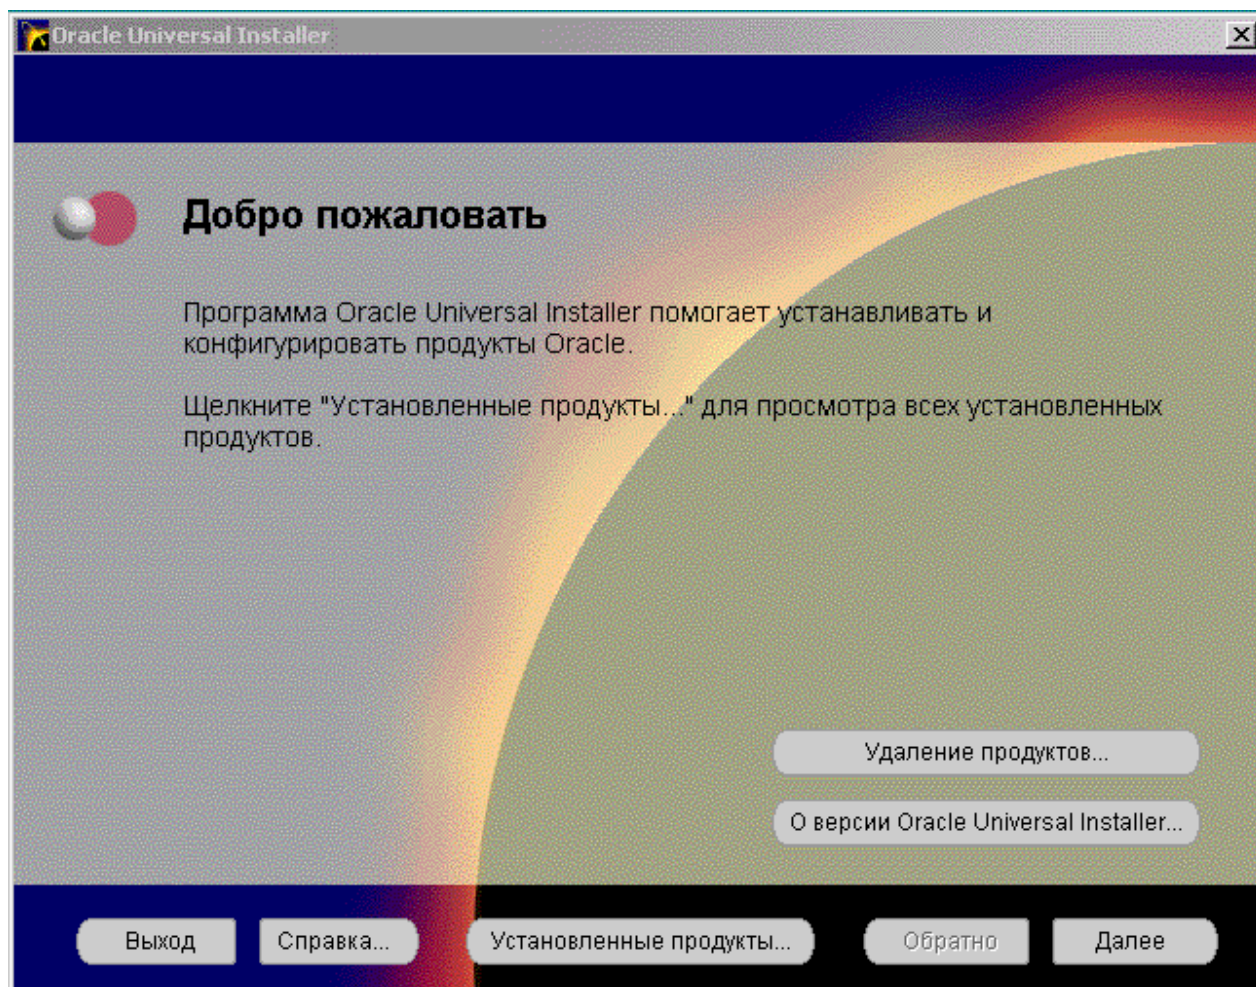 Oracle Universal Installer
Добро пожаловать
Программа Oracle Universal Installer помогает устанавливать и
конфигурировать продукты Oracle.
Щелкните "Установленные продукты..." для просмотра всех установленных
продуктов.
Удаление продуктов...
О версии Oracle Universal Installer...
Выход
Справка...
Установленные продукты...
Обратно
Далее